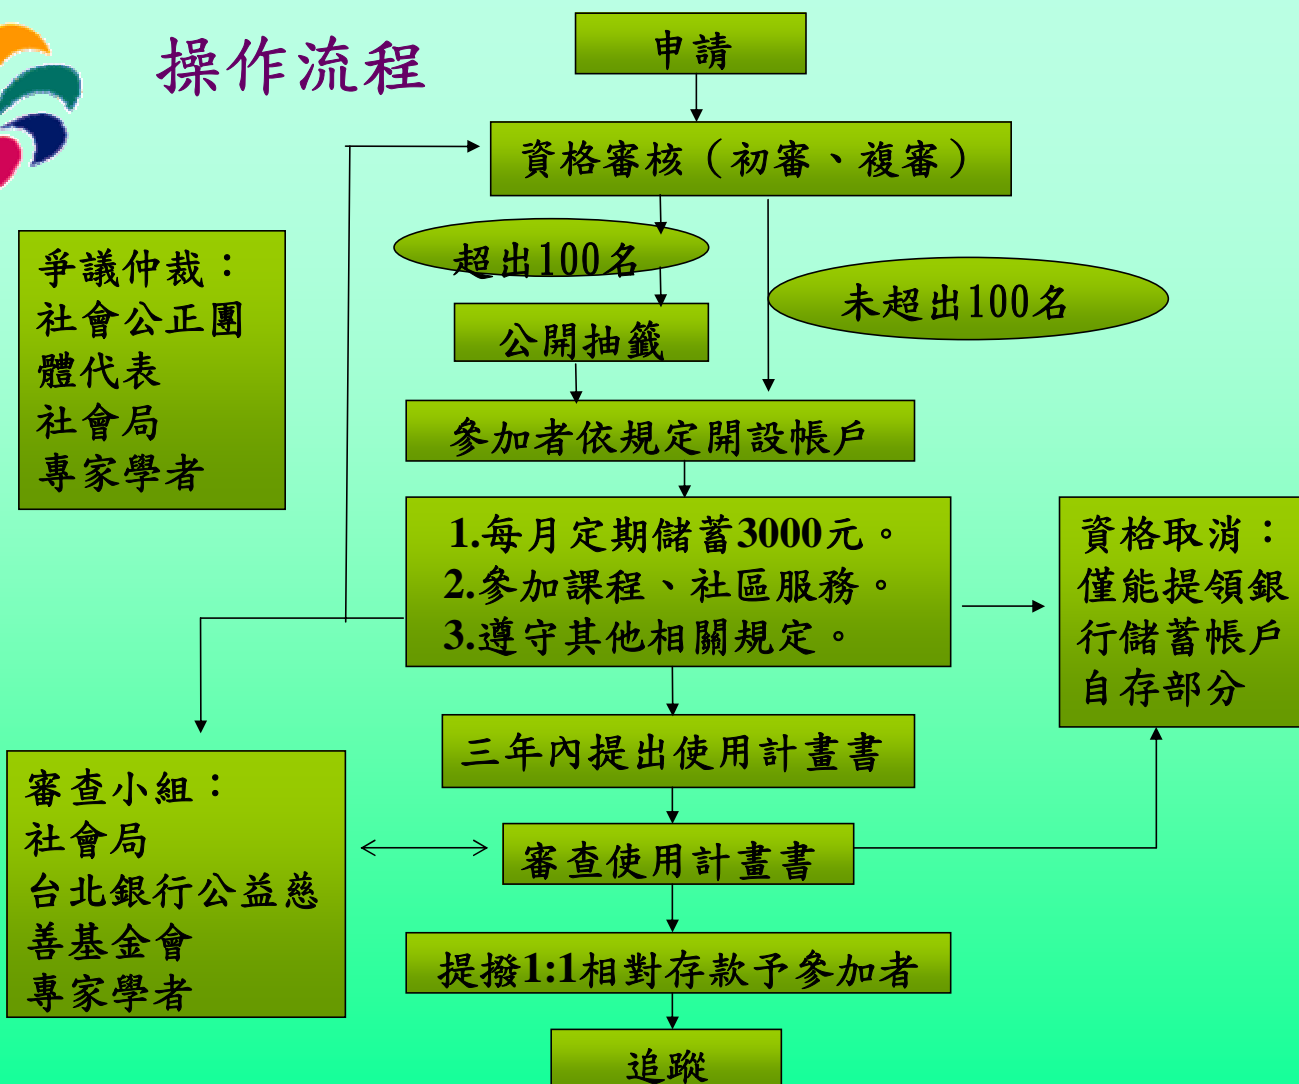 操作流程
申請
資格審核（初審、複審）
超出100名
未超出100名
爭議仲裁：
社會公正團
體代表
社會局
專家學者
公開抽籤
參加者依規定開設帳戶
1.每月定期儲蓄3000元。
2.參加課程、社區服務。
3.遵守其他相關規定。
資格取消：
僅能提領銀
行儲蓄帳戶
自存部分
三年內提出使用計畫書
審查小組：
社會局
台北銀行公益慈
善基金會
專家學者
審查使用計畫書
提撥1:1相對存款予參加者
追蹤